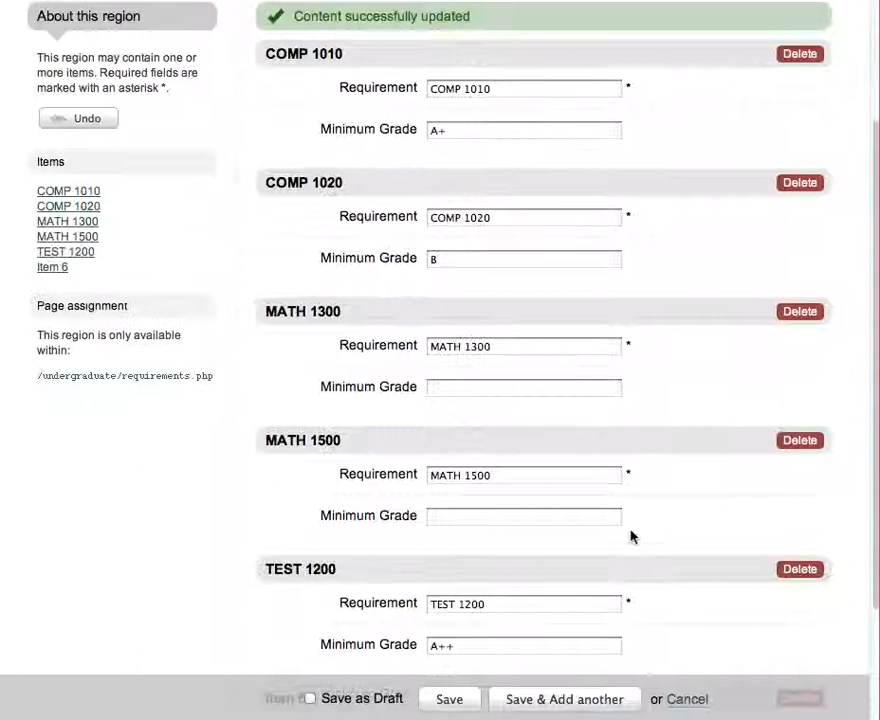 About this region
This region may contain one or
more items. Required fields are
marked with an asterisk *.
Undo
Items
COMP 1010
COMP 1020
MATH 1300
MATH 1500
TEST 1200
Item 6
Page assignment
This region is only available
within:
/undergraduate/requirements.php
Content successfully updated
COMP 1010 Delete
Requirement COMP 1010 *
Minimum Grade A+
COMP 1020 Delete
Requirement COMP 1020 *
Minimum Grade B
MATH 1300 Delete
Requirement MATH 1300 *
Minimum Grade
MATH 1500 Delete
Requirement MATH 1500 *
Minimum Grade
TEST 1200 Delete
Requirement TEST 1200 *
Minimum Grade A++
Save as Draft Save Save & Add another or Cancel